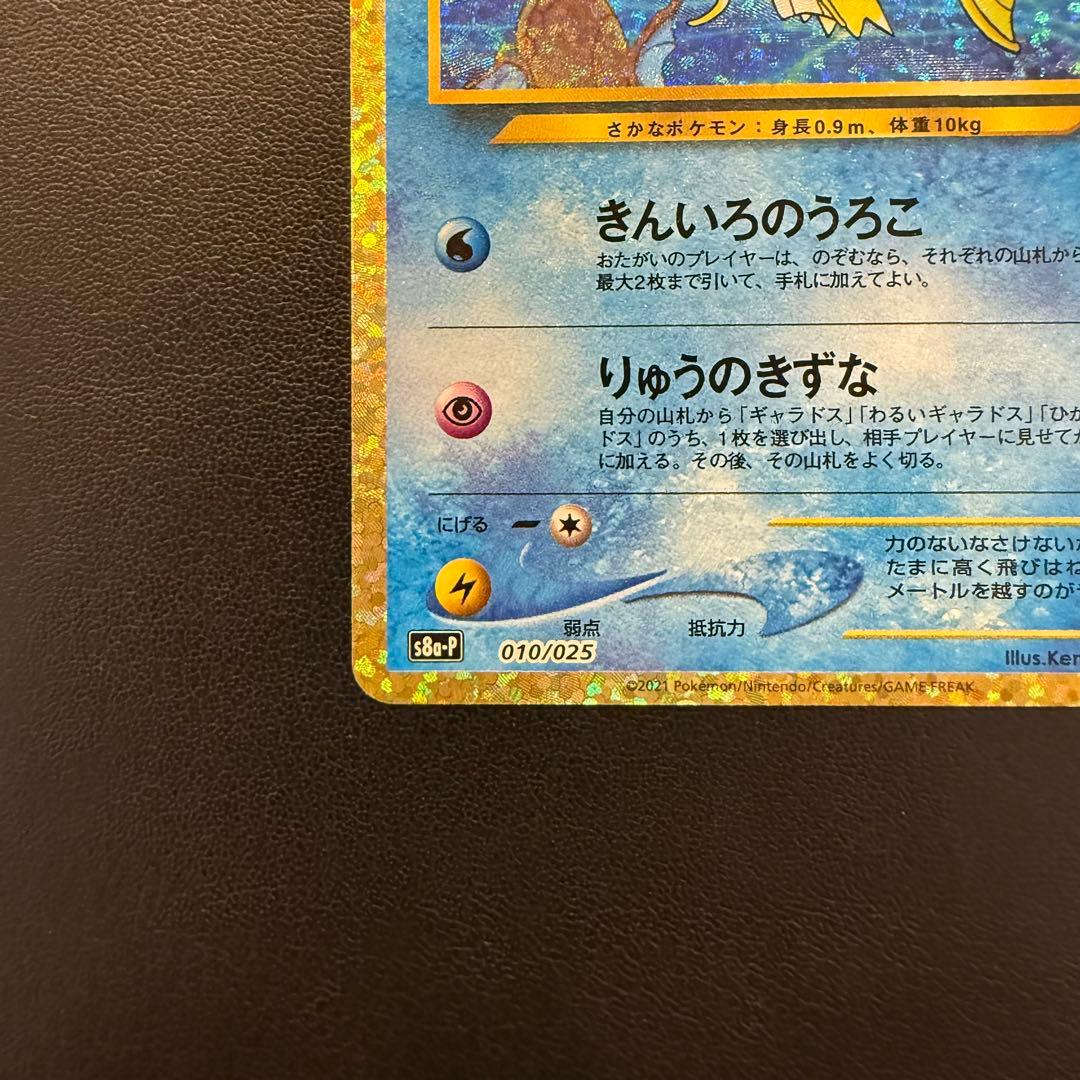 さかなポケモン：身長0.9m、体重10kg
きんいろのうろこ
おたがいのプレイヤーは、のぞむなら、それぞれの山札から
最大2枚まで引いて、手札に加えてよい。
りゅうのきずな
自分の山札から「ギャラドス」「わるいギャラドス」「ひか
ドス」のうち、1枚を選び出し、相手プレイヤーに見せてか
に加える。その後、その山札をよく切る。
にげる
力のないなさけない
たまに高く飛びはね
メートルを越すのが
弱点 抵抗力
s8a-P 010/025
Illus.Ken
©2021 Pokémon/Nintendo/Creatures/GAME FREAK